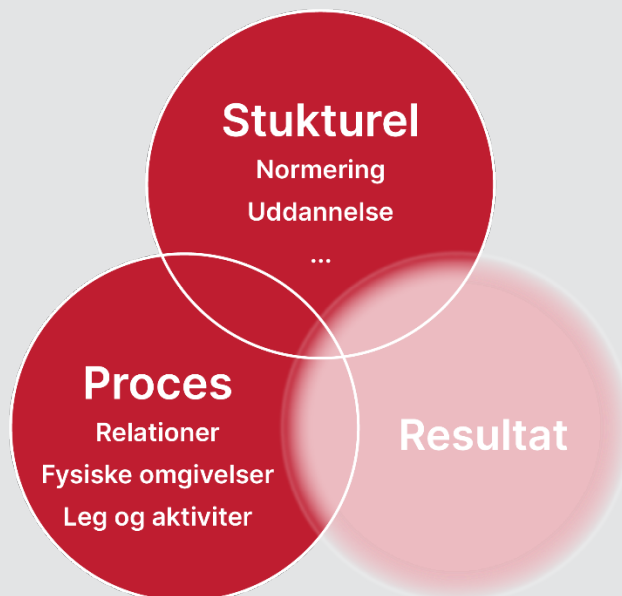 Stukturel
Normering
Uddannelse
...
Proces
Relationer
Fysiske omgivelser
Leg og aktiviter
Resultat